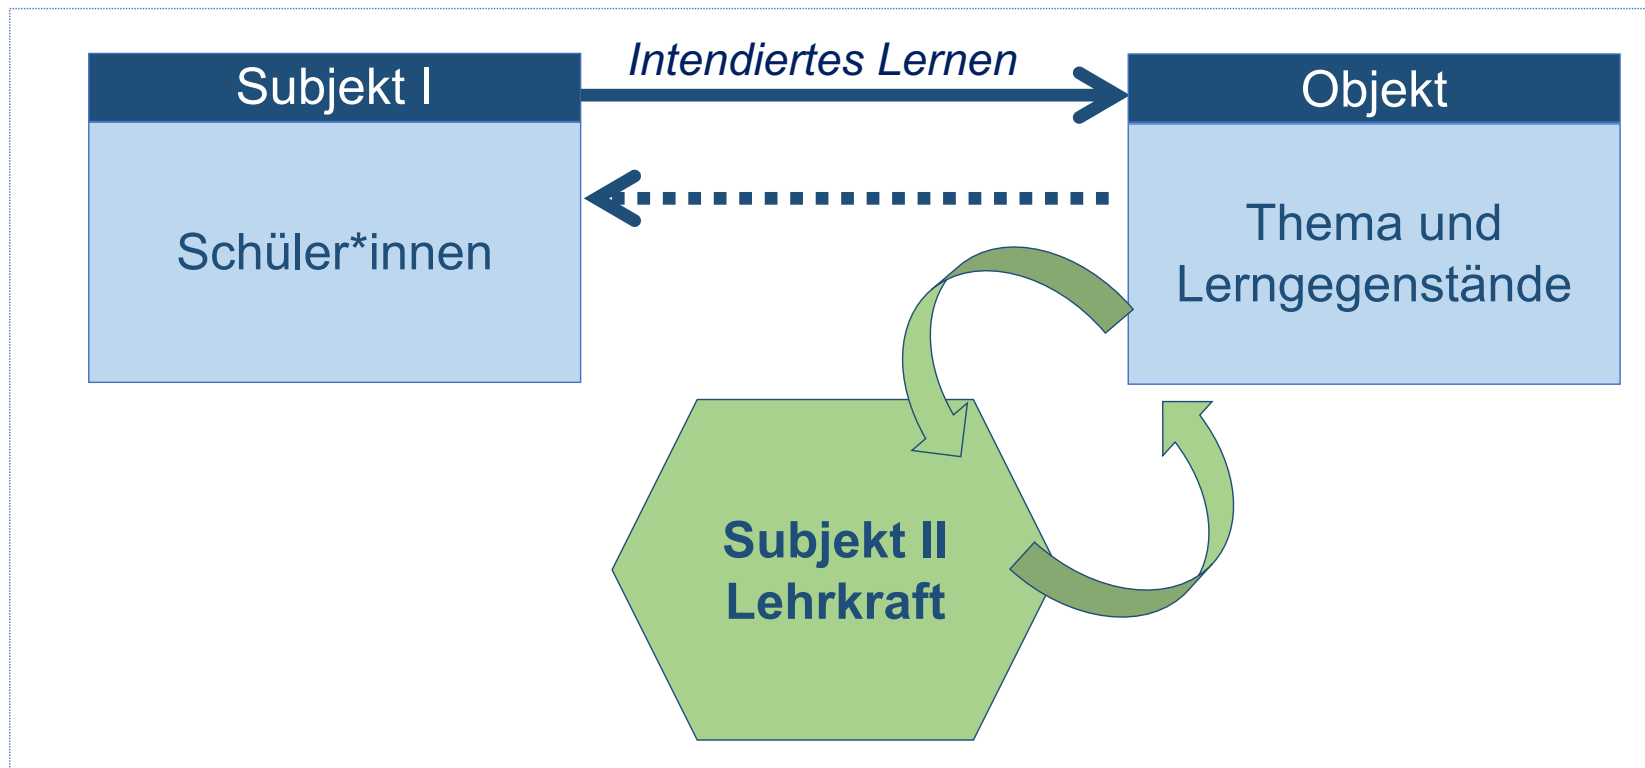 Intendiertes Lernen
Subjekt I
Objekt
Schüler*innen
Thema und
Lerngegenstände
Subjekt II
Lehrkraft